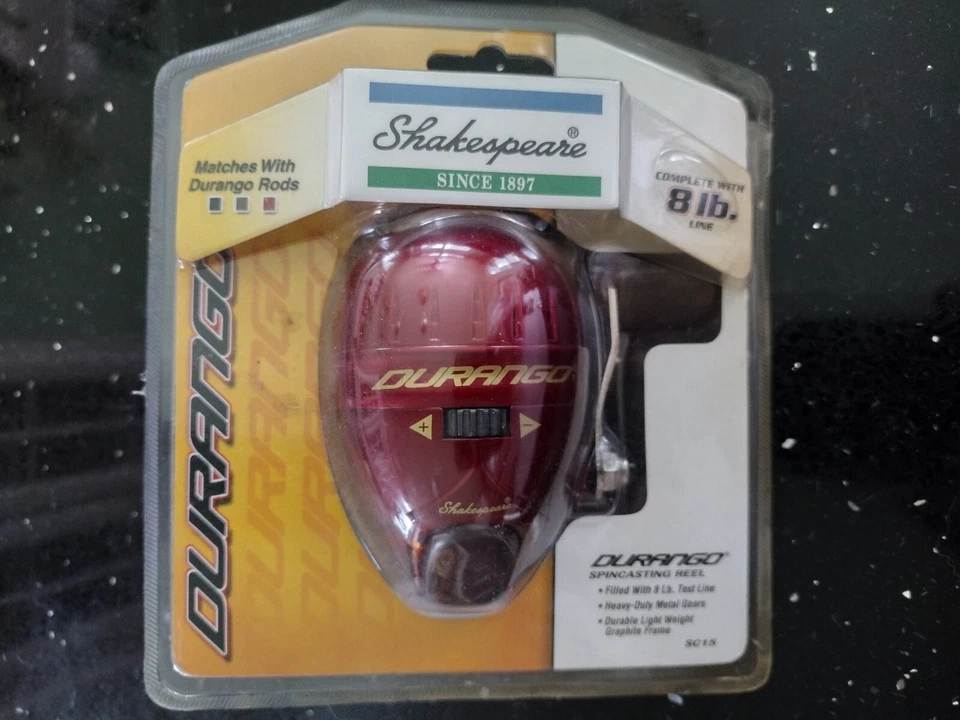 Shakespeare®
SINCE 1897
Matches With
Durango Rods
COMPLETE WITH
8 lb.
LINE
DURANGO
DURANGO
+ −
Shakespeare®
DURANGO®
SPINCASTING REEL
• Filled With 8 Lb. Test Line
• Heavy-Duty Metal Gears
• Durable Light Weight
Graphite Frame
SC15